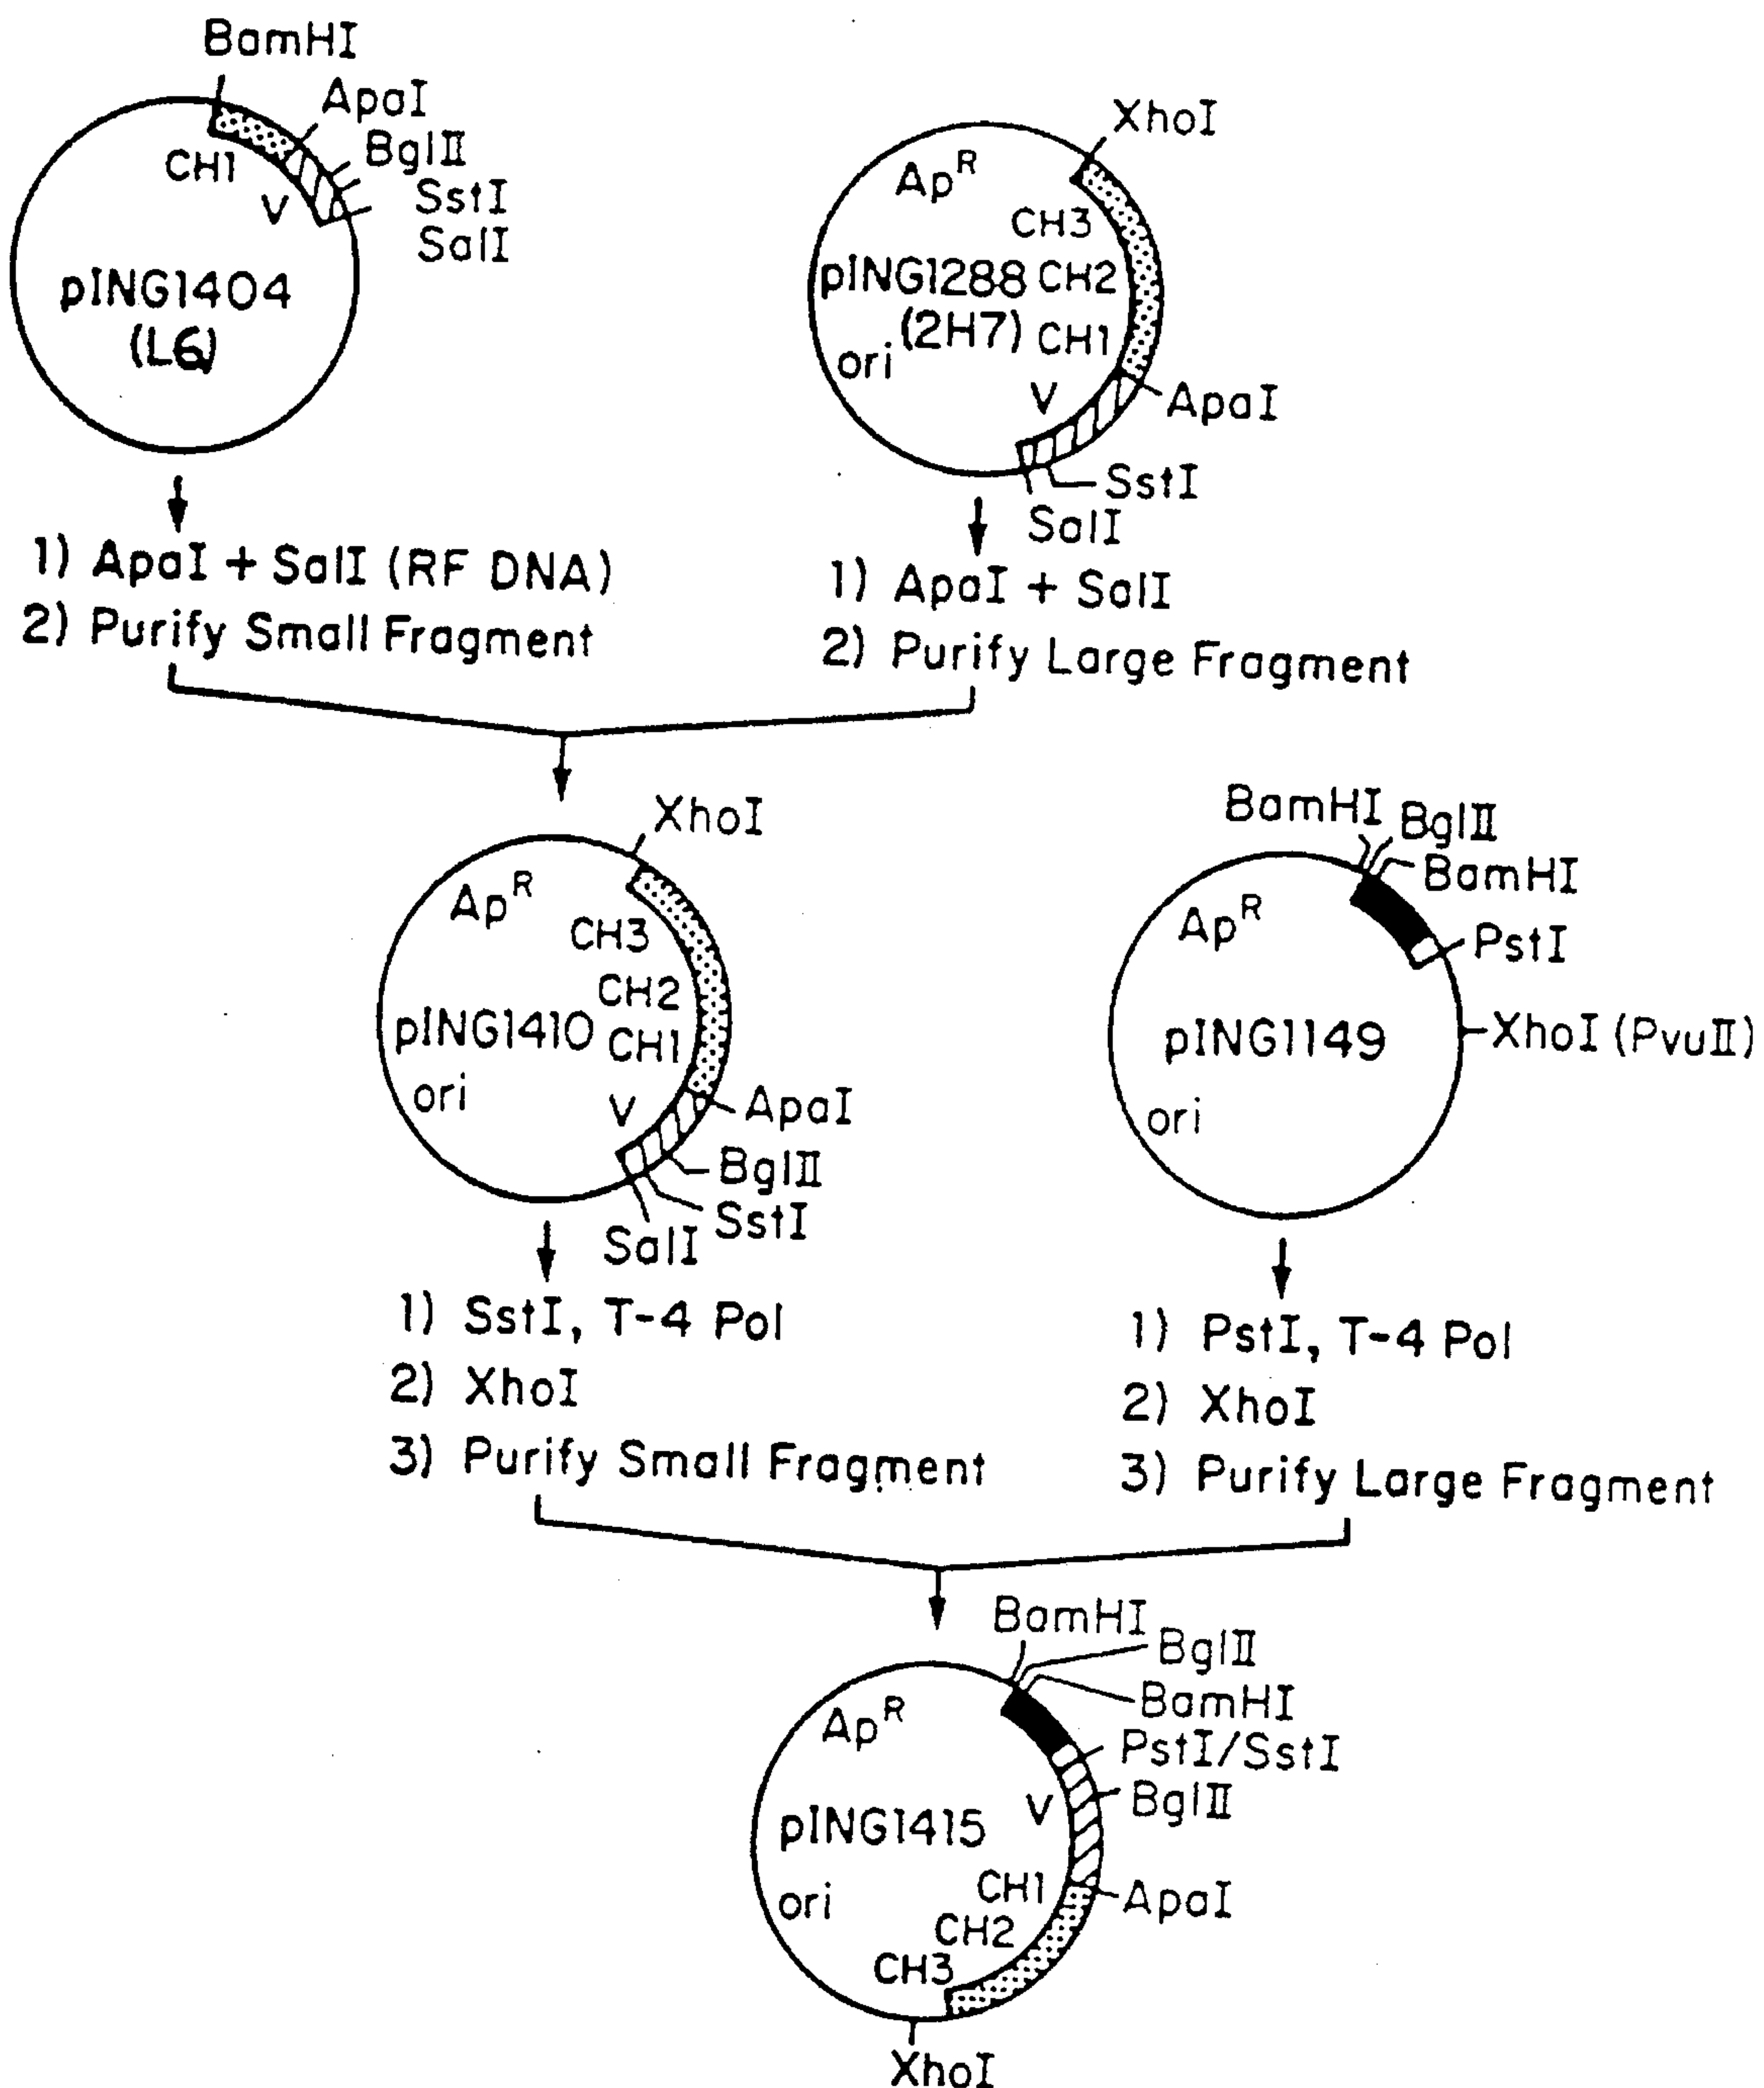 BamHI
ApaI
BglII
SstI
SalI
CH1
V
pING1404
(L6)
XhoI
Ap^R
CH3
pING1288 CH2
(2H7) CH1
ori
V
ApaI
SstI
SalI
1) ApaI + SalI (RF DNA)
2) Purify Small Fragment
1) ApaI + SalI
2) Purify Large Fragment
XhoI
Ap^R
CH3
CH2
pING1410 CH1
ori
V
ApaI
BglII
SstI
SalI
BamHI BglII
BamHI
Ap^R
PstI
XhoI (PvuII)
pING1149
ori
1) SstI, T-4 Pol
2) XhoI
3) Purify Small Fragment
1) PstI, T-4 Pol
2) XhoI
3) Purify Large Fragment
BamHI
BglII
BamHI
Ap^R
PstI/SstI
V
BglII
pING1415
CH1
ori
ApaI
CH2
CH3
XhoI